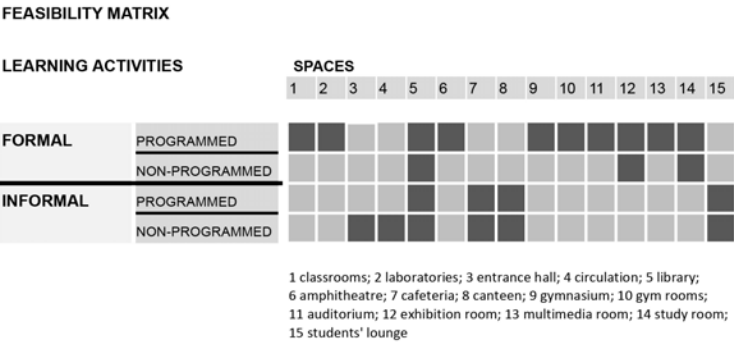 FEASIBILITY MATRIX
LEARNING ACTIVITIES SPACES
1 2 3 4 5 6 7 8 9 10 11 12 13 14 15
FORMAL PROGRAMMED
NON-PROGRAMMED
INFORMAL PROGRAMMED
NON-PROGRAMMED
1 classrooms; 2 laboratories; 3 entrance hall; 4 circulation; 5 library;
6 amphitheatre; 7 cafeteria; 8 canteen; 9 gymnasium; 10 gym rooms;
11 auditorium; 12 exhibition room; 13 multimedia room; 14 study room;
15 students' lounge